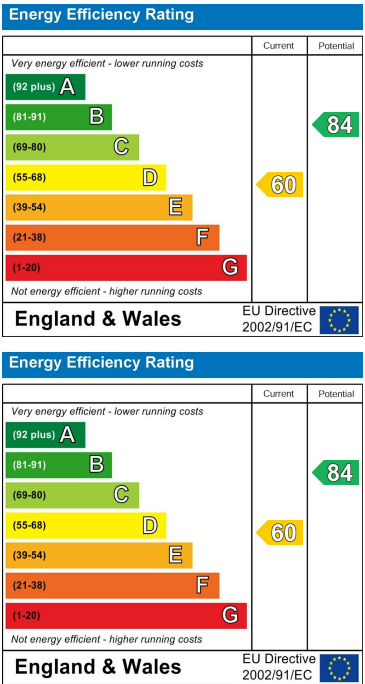 Energy Efficiency Rating
Current Potential
Very energy efficient - lower running costs
(92 plus) A
(81-91) B
84
(69-80) C
(55-68) D
60
(39-54) E
(21-38) F
(1-20) G
Not energy efficient - higher running costs
England & Wales
EU Directive
2002/91/EC
Energy Efficiency Rating
Current Potential
Very energy efficient - lower running costs
(92 plus) A
(81-91) B
84
(69-80) C
(55-68) D
60
(39-54) E
(21-38) F
(1-20) G
Not energy efficient - higher running costs
England & Wales
EU Directive
2002/91/EC